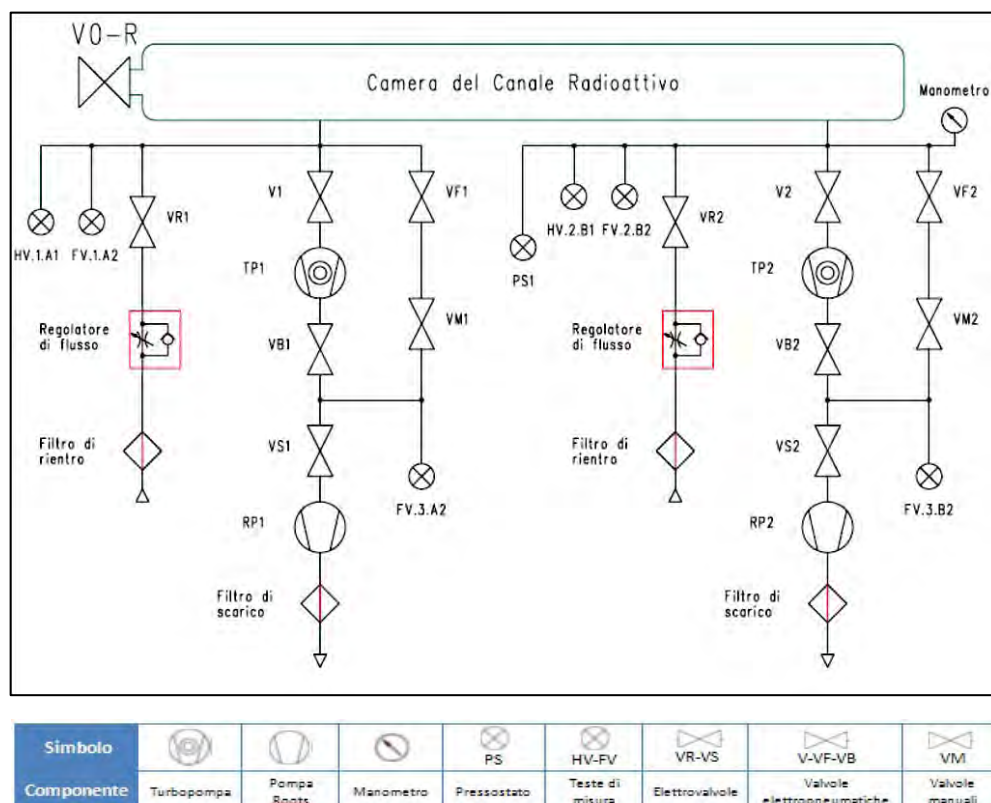 VO-R
Camera del Canale Radioattivo
Manometro
V1
VF1
V2
VF2
VR1
VR2
HV.1.A1 FV.1.A2
HV.2.B1 FV.2.B2
PS1
TP1
TP2
Regolatore
di flusso
VM1
Regolatore
di flusso
VM2
VB1
VB2
Filtro di
rientro
VS1
Filtro di
rientro
VS2
FV.3.A2
FV.3.B2
RP1
RP2
Filtro di
scarico
Filtro di
scarico
Simbolo PS HV-FV VR-VS V-VF-VB VM
Componente Turbopompa Pompa Roots Manometro Pressostato Teste di misura Elettrovalvole Valvole elettropneumatiche Valvole manuali